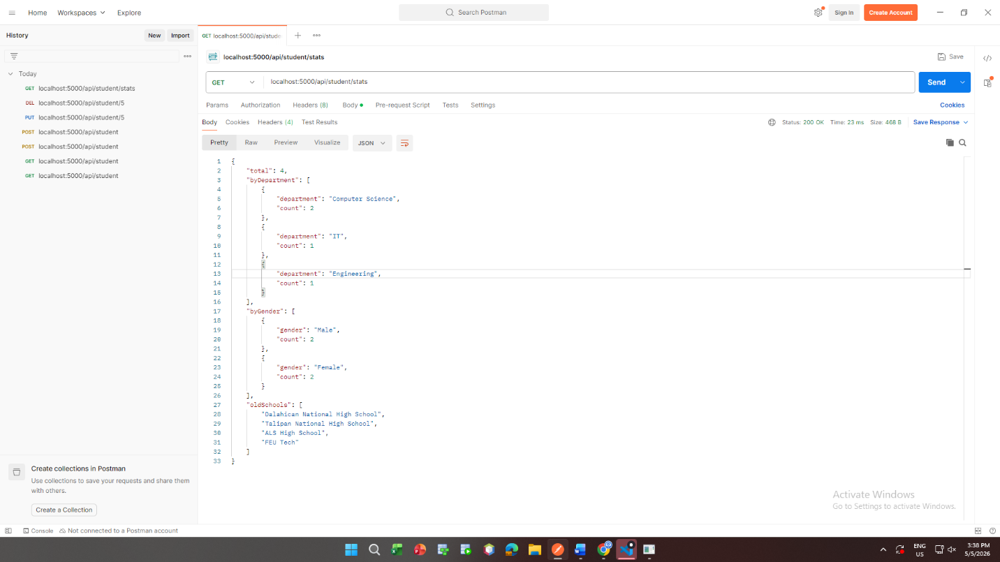 Home Workspaces Explore Search Postman Sign In Create Account
History New Import GET localhost:5000/api/stude
HTTP localhost:5000/api/student/stats Save
Today
GET localhost:5000/api/student/stats
DEL localhost:5000/api/student/5
PUT localhost:5000/api/student/5
POST localhost:5000/api/student
POST localhost:5000/api/student
GET localhost:5000/api/student
GET localhost:5000/api/student
GET localhost:5000/api/student/stats Send
Params Authorization Headers (8) Body Pre-request Script Tests Settings Cookies
Body Cookies Headers (4) Test Results Status: 200 OK Time: 23 ms Size: 468 B Save Response
Pretty Raw Preview Visualize JSON
1 {
2 "total": 4,
3 "byDepartment": [
4 {
5 "department": "Computer Science",
6 "count": 2
7 },
8 {
9 "department": "IT",
10 "count": 1
11 },
12 {
13 "department": "Engineering",
14 "count": 1
15 }
16 ],
17 "byGender": [
18 {
19 "gender": "Male",
20 "count": 2
21 },
22 {
23 "gender": "Female",
24 "count": 2
25 }
26 ],
27 "oldSchools": [
28 "Dalahican National High School",
29 "Talipan National High School",
30 "ALS High School",
31 "FEU Tech"
32 ]
33 }
Create collections in Postman
Use collections to save your requests and share them
with others.
Create a Collection
Activate Windows
Go to Settings to activate Windows.
Console Not connected to a Postman account
ENG
US
3:38 PM
5/5/2026